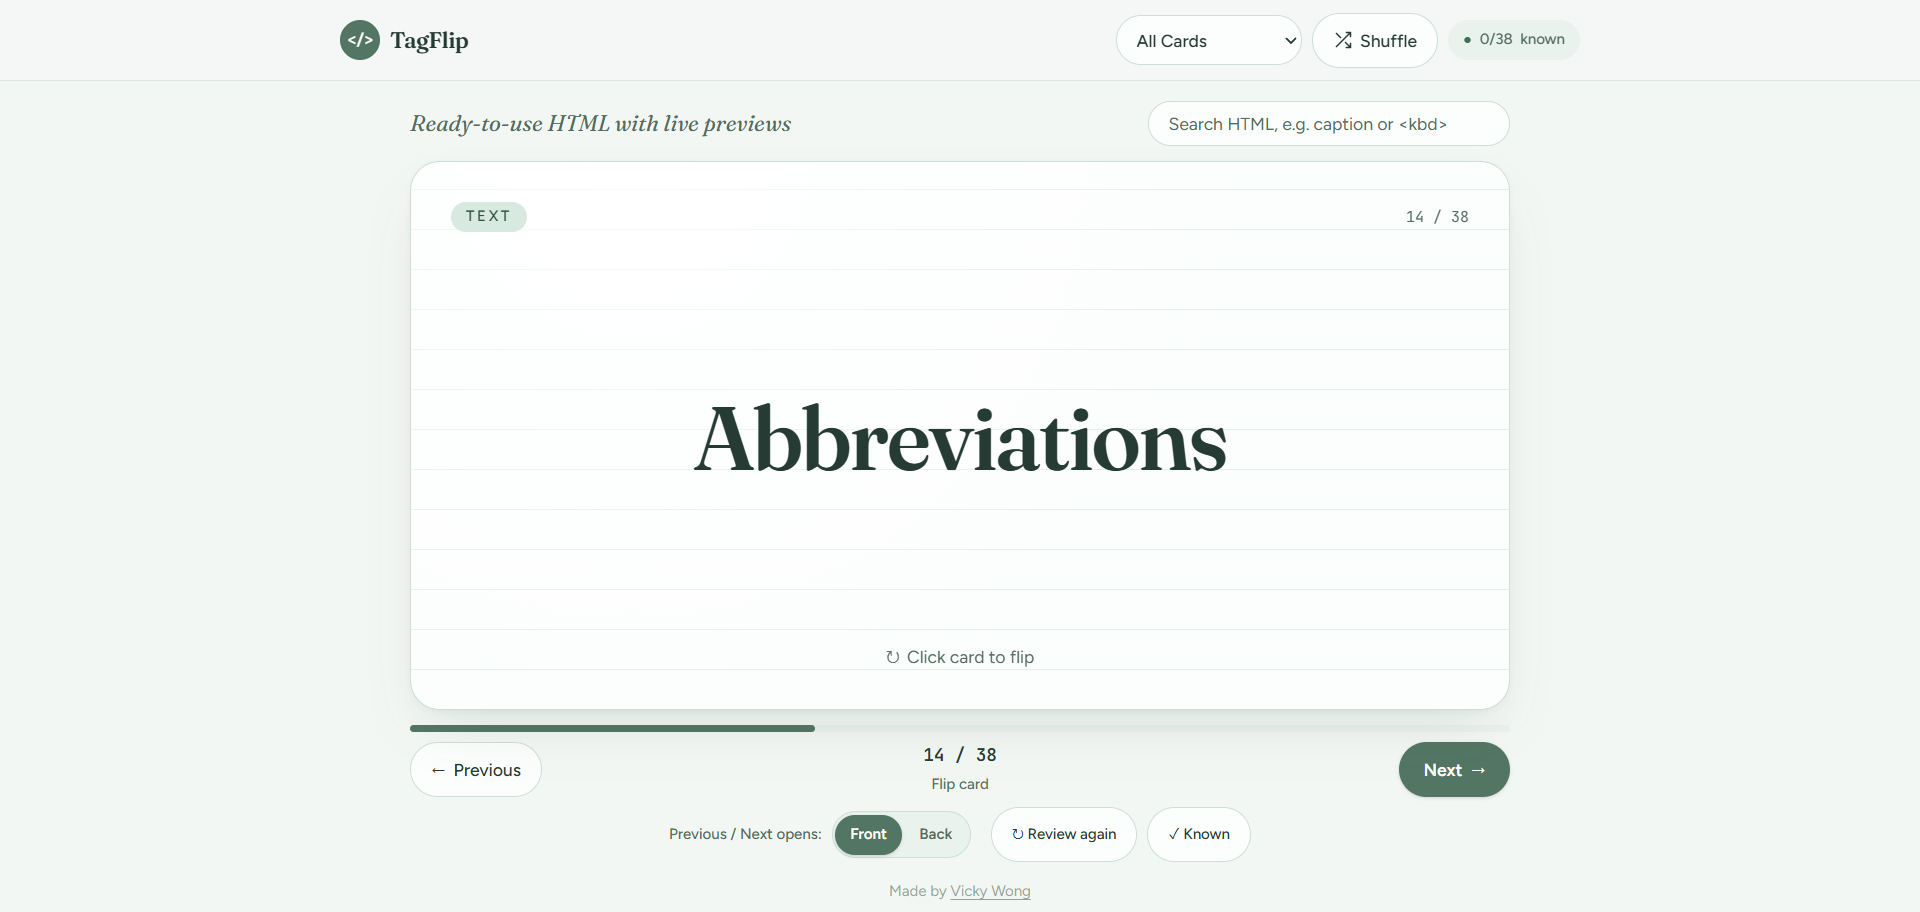 </> TagFlip
All Cards
Shuffle
0/38 known
Ready-to-use HTML with live previews
Search HTML, e.g. caption or <kbd>
TEXT
14 / 38
Abbreviations
↻ Click card to flip
← Previous
14 / 38
Flip card
Next →
Previous / Next opens:
Front
Back
↻ Review again
✓ Known
Made by Vicky Wong